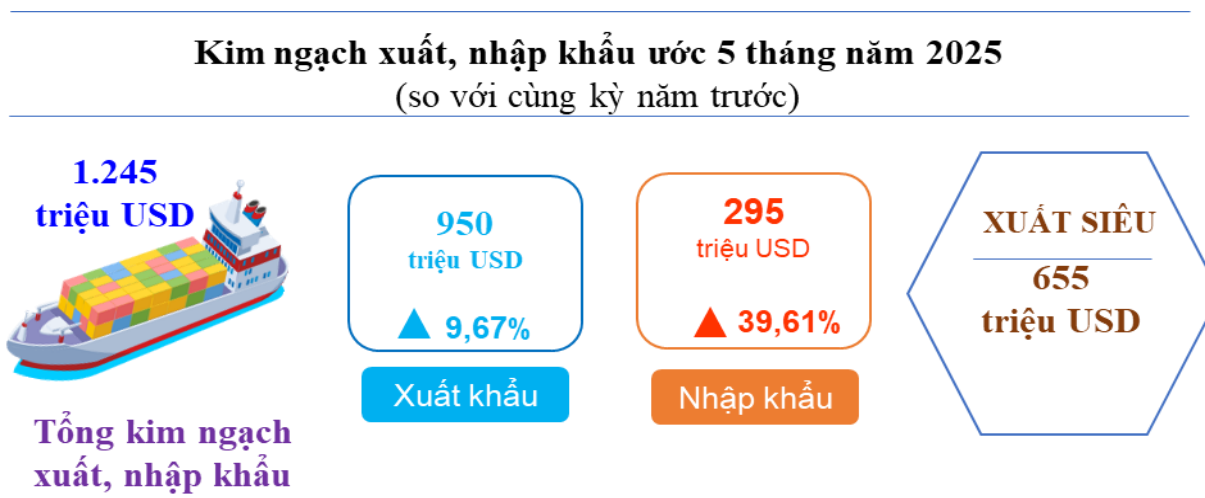 Kim ngạch xuất, nhập khẩu ước 5 tháng năm 2025
(so với cùng kỳ năm trước)
1.245
triệu USD
Tổng kim ngạch
xuất, nhập khẩu
950
triệu USD
▲ 9,67%
Xuất khẩu
295
triệu USD
▲ 39,61%
Nhập khẩu
XUẤT SIÊU
655
triệu USD